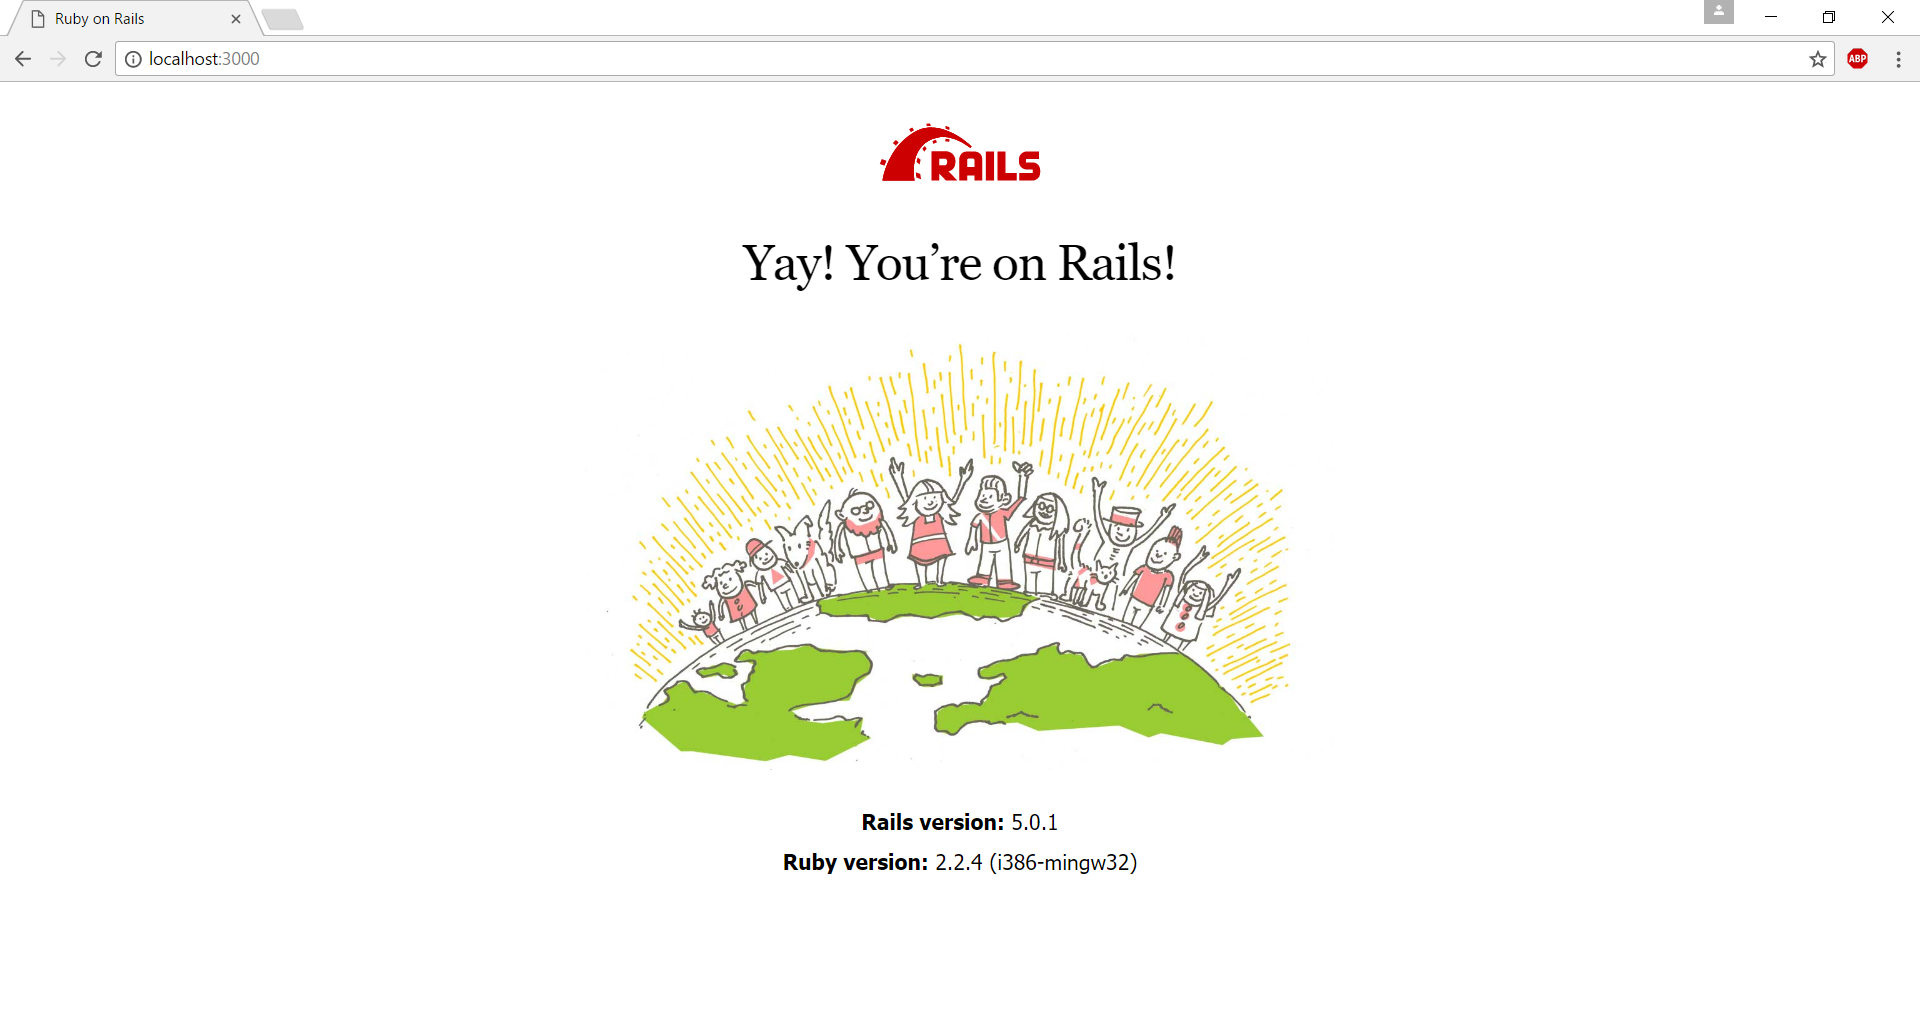 Ruby on Rails
localhost:3000
ABP
RAILS
Yay! You’re on Rails!
Rails version: 5.0.1
Ruby version: 2.2.4 (i386-mingw32)